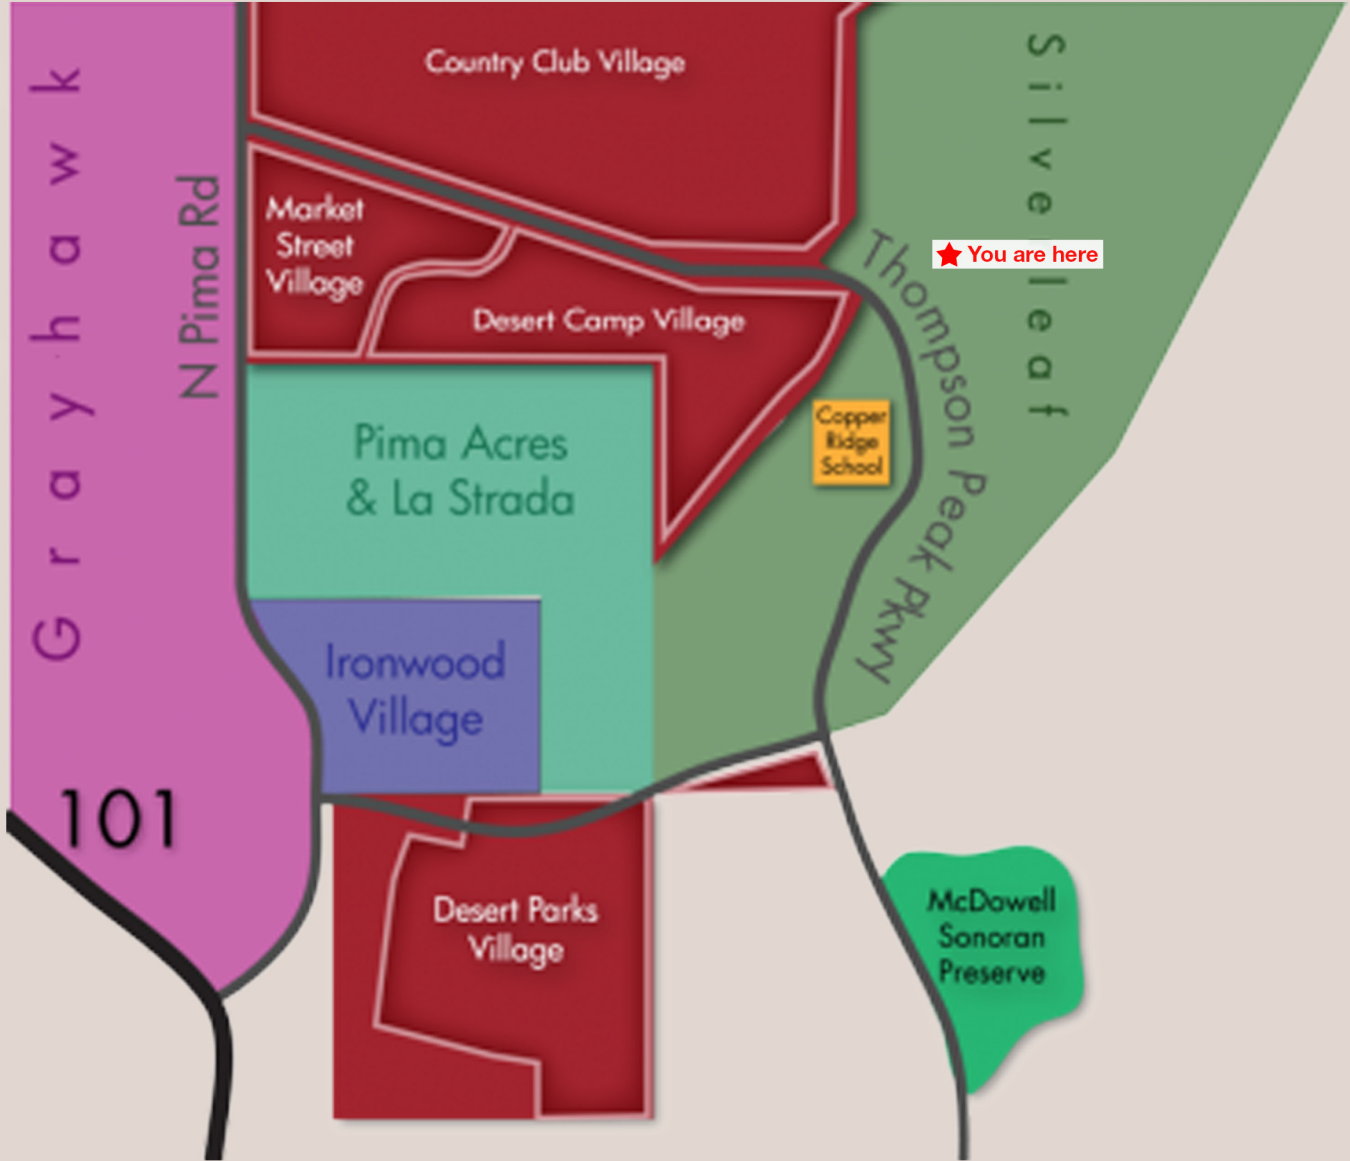 Country Club Village
Silverleaf
Grayhawk
N Pima Rd
Market
Street
Village
You are here
Thompson Peak Pkwy
Desert Camp Village
Copper
Ridge
School
Pima Acres
& La Strada
Ironwood
Village
101
Desert Parks
Village
McDowell
Sonoran
Preserve